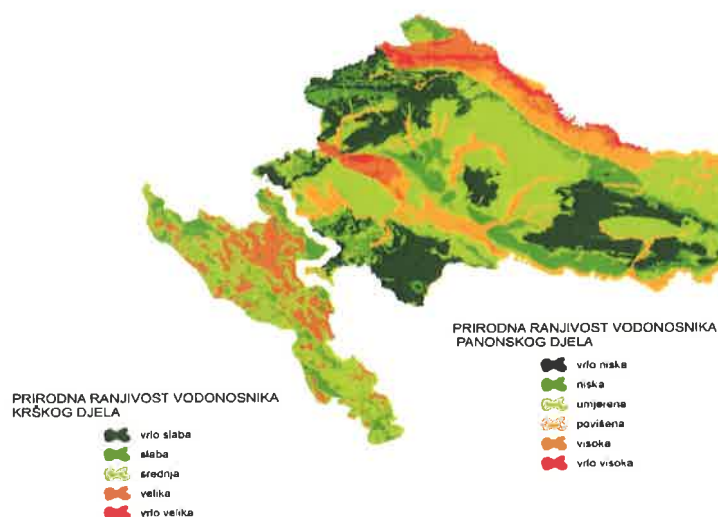 PRIRODNA RANJIVOST VODONOSNIKA
PANONSKOG DJELA
vrlo niska
niska
umjerena
povišena
visoka
vrlo visoka
PRIRODNA RANJIVOST VODONOSNIKA
KRŠKOG DJELA
vrlo slaba
slaba
srednja
velika
vrlo velika